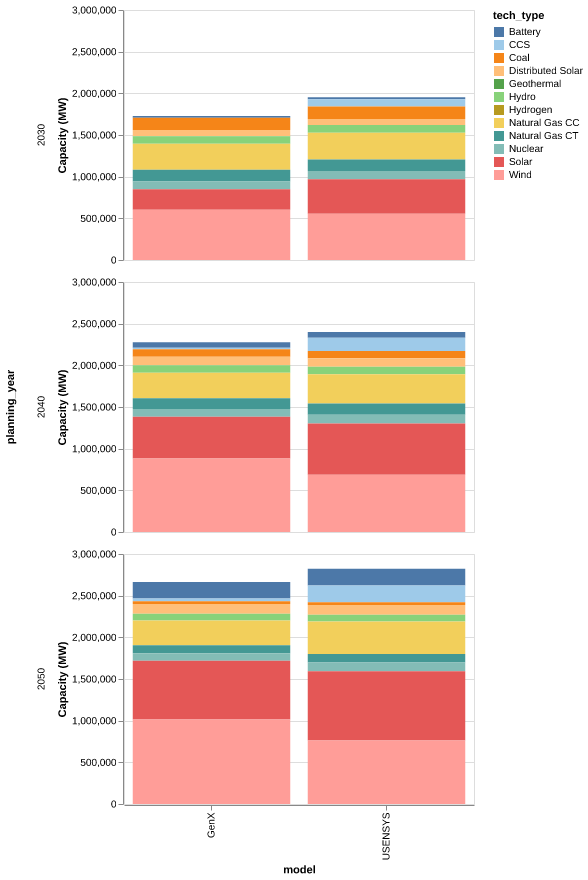 tech_type
Battery
CCS
Coal
Distributed Solar
Geothermal
Hydro
Hydrogen
Natural Gas CC
Natural Gas CT
Nuclear
Solar
Wind
planning_year
2030
Capacity (MW)
3,000,000
2,500,000
2,000,000
1,500,000
1,000,000
500,000
0
2040
Capacity (MW)
3,000,000
2,500,000
2,000,000
1,500,000
1,000,000
500,000
0
2050
Capacity (MW)
3,000,000
2,500,000
2,000,000
1,500,000
1,000,000
500,000
0
GenX
USENSYS
model